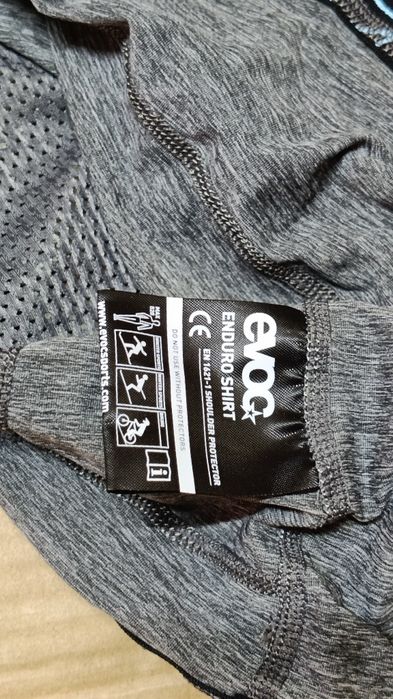 evoc
ENDURO SHIRT
EN 1621-1 SHOULDER PROTECTOR
CE
DO NOT USE WITHOUT PROTECTORS
i
www.evocsports.com